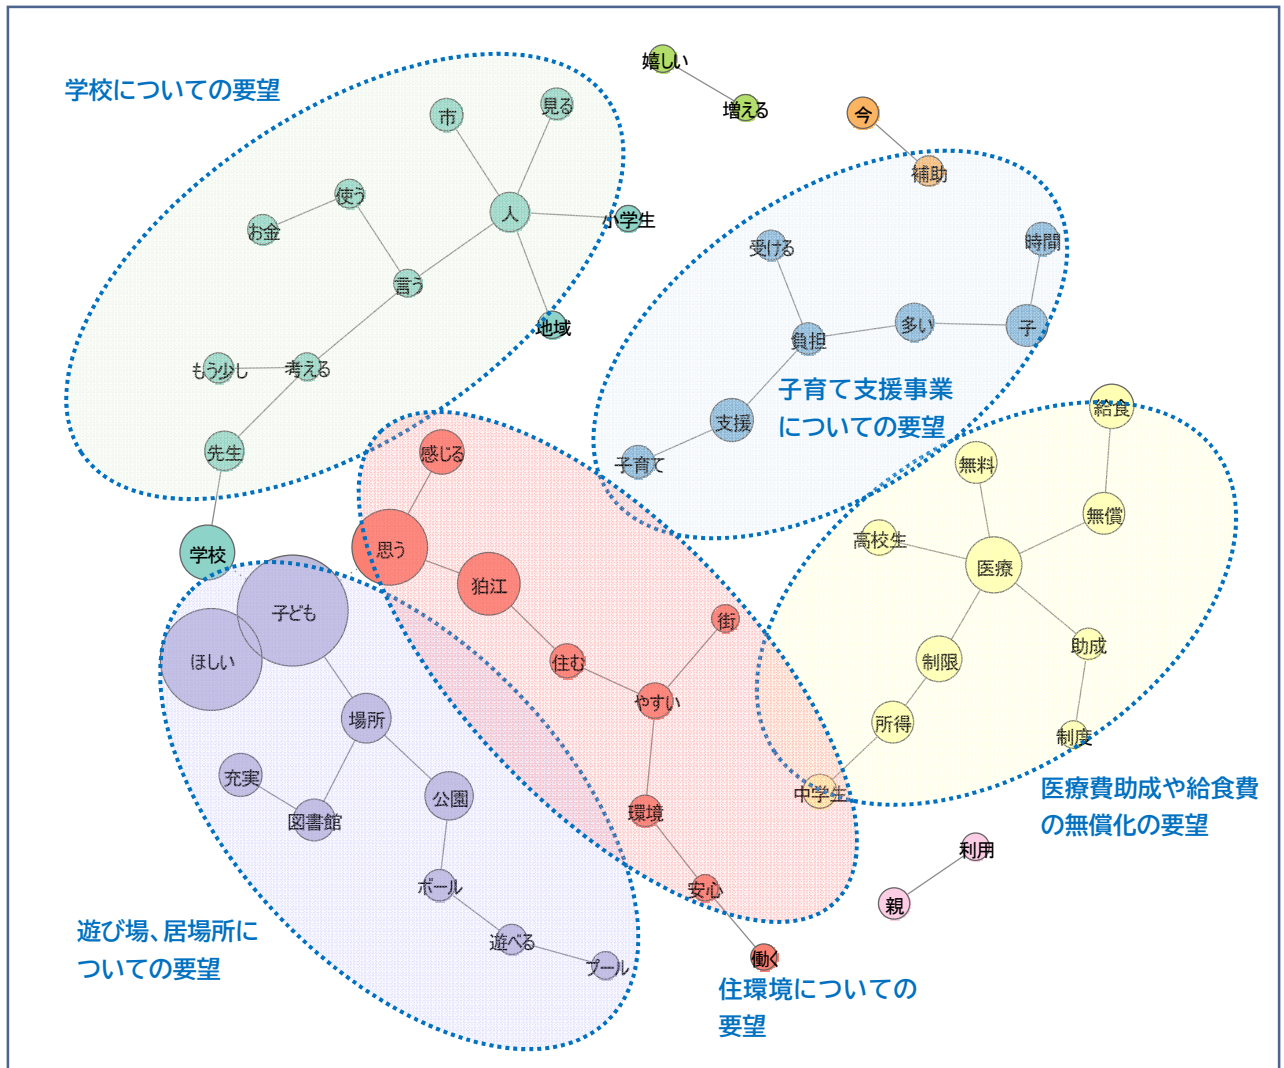 学校についての要望
嬉しい
増える
今
補助
市
見る
使う
お金
人
小学生
言う
地域
もう少し
考える
先生
学校
受ける
時間
負担
多い
子
子育て支援事業
についての要望
支援
子育て
給食
無料
無償
高校生
医療
助成
制限
所得
制度
中学生
医療費助成や給食費
の無償化の要望
感じる
思う
狛江
街
住む
やすい
環境
安心
働く
住環境についての
要望
子ども
ほしい
場所
充実
図書館
公園
ボール
遊べる
プール
遊び場、居場所に
ついての要望
利用
親